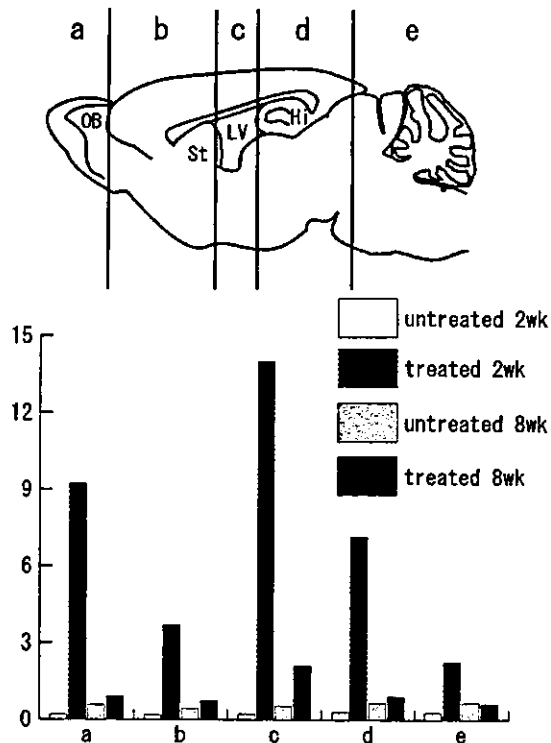 a b c d e
OB
LV
Hi
St
untreated 2wk
treated 2wk
untreated 8wk
treated 8wk
15
12
9
6
3
0
a b c d e